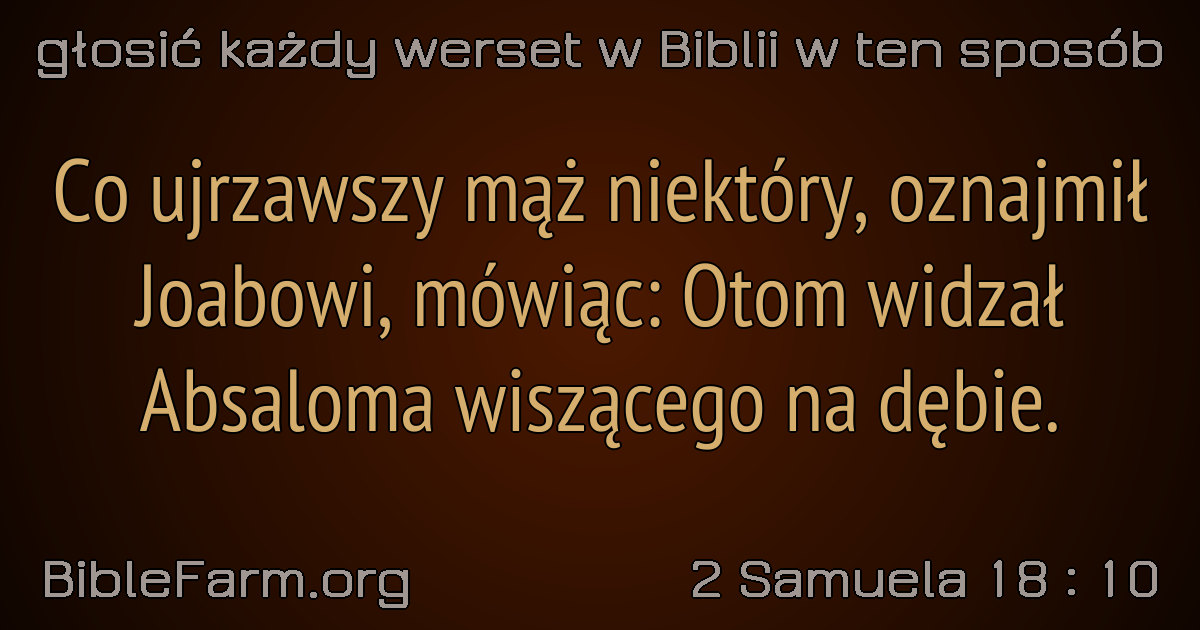 głosić każdy werset w Biblii w ten sposób
Co ujrzawszy mąż niektóry, oznajmił
Joabowi, mówiąc: Otom widzał
Absaloma wiszącego na dębie.
BibleFarm.org
2 Samuela 18 : 10